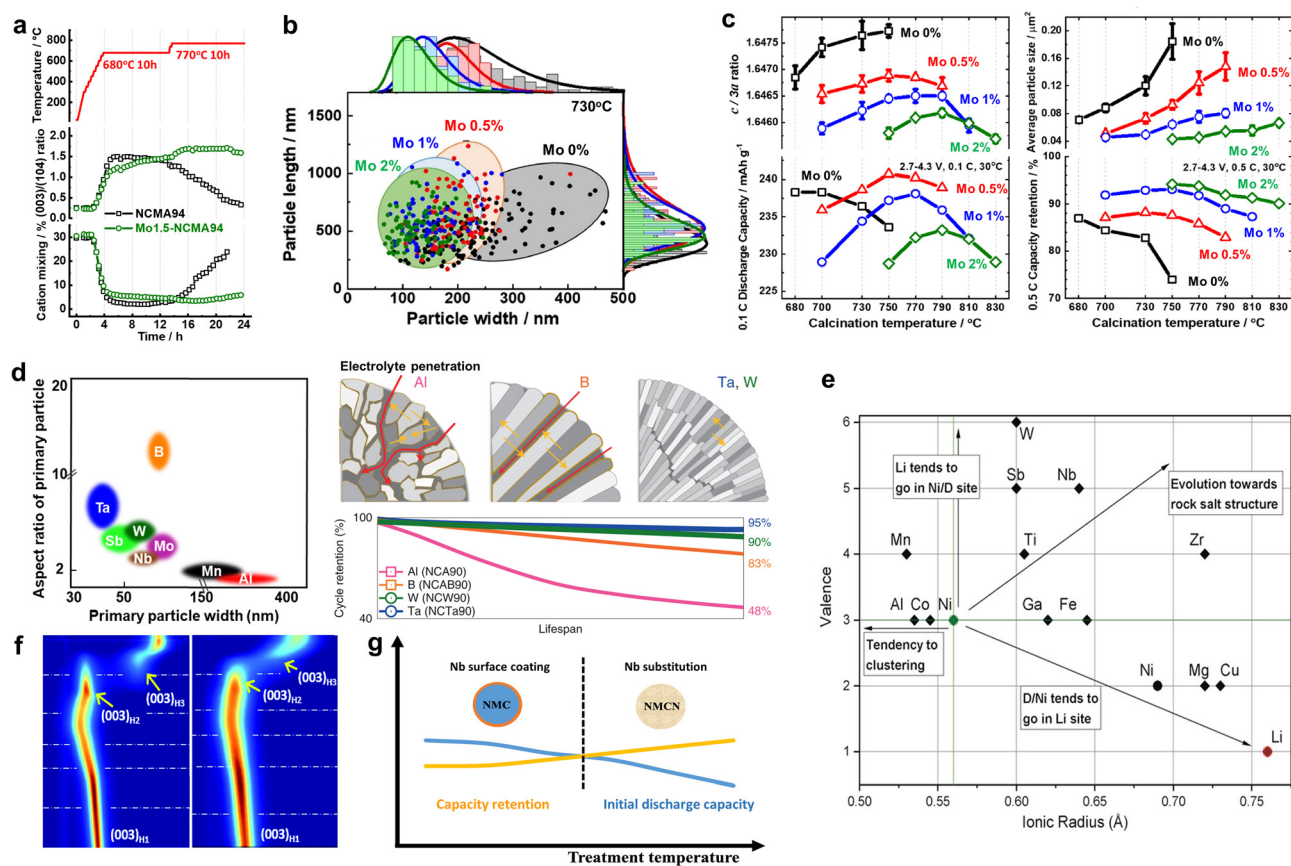 a
Temperature / °C
800
600
400
200
0
680°C 10h
770°C 10h
(003)/(104) ratio
2.0
1.5
1.0
0.5
0.0
NCMA94
Mo1.5-NCMA94
Cation mixing / %
30
20
10
0
0 4 8 12 16 20 24
Time / h
b
730°C
Particle length / nm
1500
1250
1000
750
500
250
0
Mo 2%
Mo 1%
Mo 0.5%
Mo 0%
0 100 200 300 400 500
Particle width / nm
c
c / 3a ratio
1.6475
1.6470
1.6465
1.6460
Mo 0%
Mo 0.5%
Mo 1%
Mo 2%
2.7-4.3 V, 0.1 C, 30°C
0.1 C Discharge Capacity / mAh g-1
240
237
235
230
225
Mo 0%
Mo 0.5%
Mo 1%
Mo 2%
680 700 730 750 770 790 810 830
Calcination temperature / °C
Average particle size / μm2
0.20
0.16
0.12
0.08
0.04
Mo 0%
Mo 0.5%
Mo 1%
Mo 2%
2.7-4.3 V, 0.5 C, 30°C
0.5 C Capacity retention / %
100
95
90
85
80
70
Mo 2%
Mo 1%
Mo 0.5%
Mo 0%
680 700 730 750 770 790 810 830
Calcination temperature / °C
d
Aspect ratio of primary particle
20
10
2
B
Ta
Sb
W
Nb
Mo
Mn
Al
30 50 150 400
Primary particle width (nm)
Electrolyte penetration
Al
B
Ta, W
Cycle retention (%)
100
40
95%
90%
83%
48%
Al (NCA90)
B (NCAB90)
W (NCW90)
Ta (NCTa90)
Lifespan
e
Valence
6
5
4
3
2
1
Li tends to
go in Ni/D site
Evolution towards
rock salt structure
Tendency to
clustering
D/Ni tends to
go in Li site
W
Sb
Nb
Mn
Ti
Zr
Al
Co
Ni
Ga
Fe
Ni
Mg
Cu
Li
0.50 0.55 0.60 0.65 0.70 0.75
Ionic Radius (Å)
f
(003)H3
(003)H2
(003)H1
(003)H3
(003)H2
(003)H1
g
Nb surface coating
Nb substitution
NMC
NMCN
Capacity retention
Initial discharge capacity
Treatment temperature